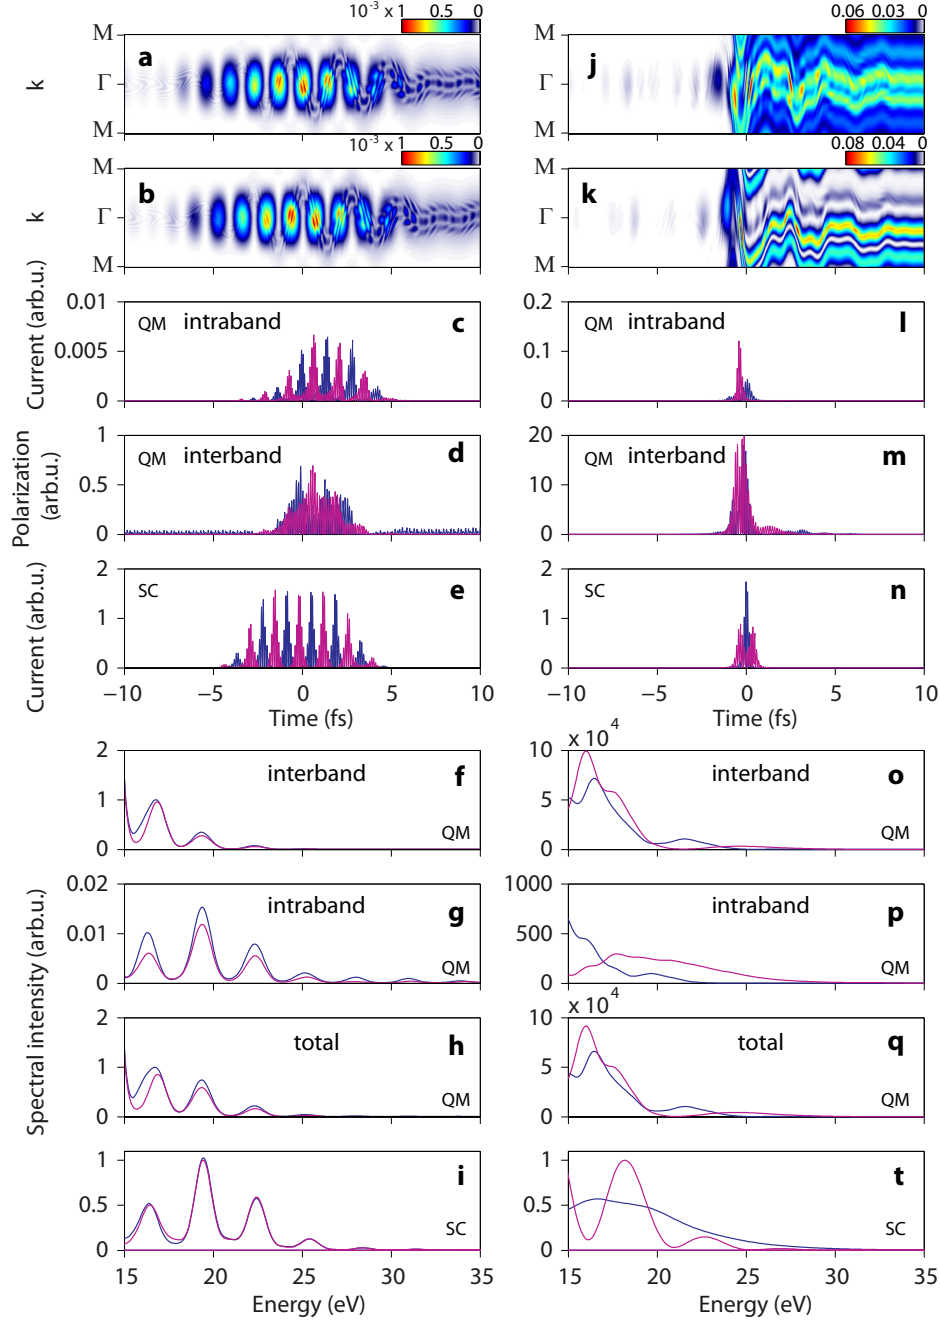 10⁻³ x 1 0.5 0
M
k Γ
M
a
10⁻³ x 1 0.5 0
M
k Γ
M
b
Current (arb.u.)
0.01
0.005
0
QM intraband c
Polarization
(arb.u.)
1
0.5
0
QM interband d
Current (arb.u.)
2
1
0
SC e
−10 −5 0 5 10
Time (fs)
Spectral intensity (arb.u.)
2
1
0
interband f
QM
0.02
0.01
0
intraband g
QM
2
1
0
total h
QM
1
0.5
0
i
SC
15 20 25 30 35
Energy (eV)
0.06 0.03 0
M
Γ
M
j
0.08 0.04 0
M
Γ
M
k
0.2
0.1
0
QM intraband l
20
10
0
QM interband m
2
1
0
SC n
−10 −5 0 5 10
Time (fs)
x 10⁴
10
5
0
interband o
QM
1000
500
0
intraband p
QM
x 10⁴
10
5
0
total q
QM
1
0.5
0
t
SC
15 20 25 30 35
Energy (eV)